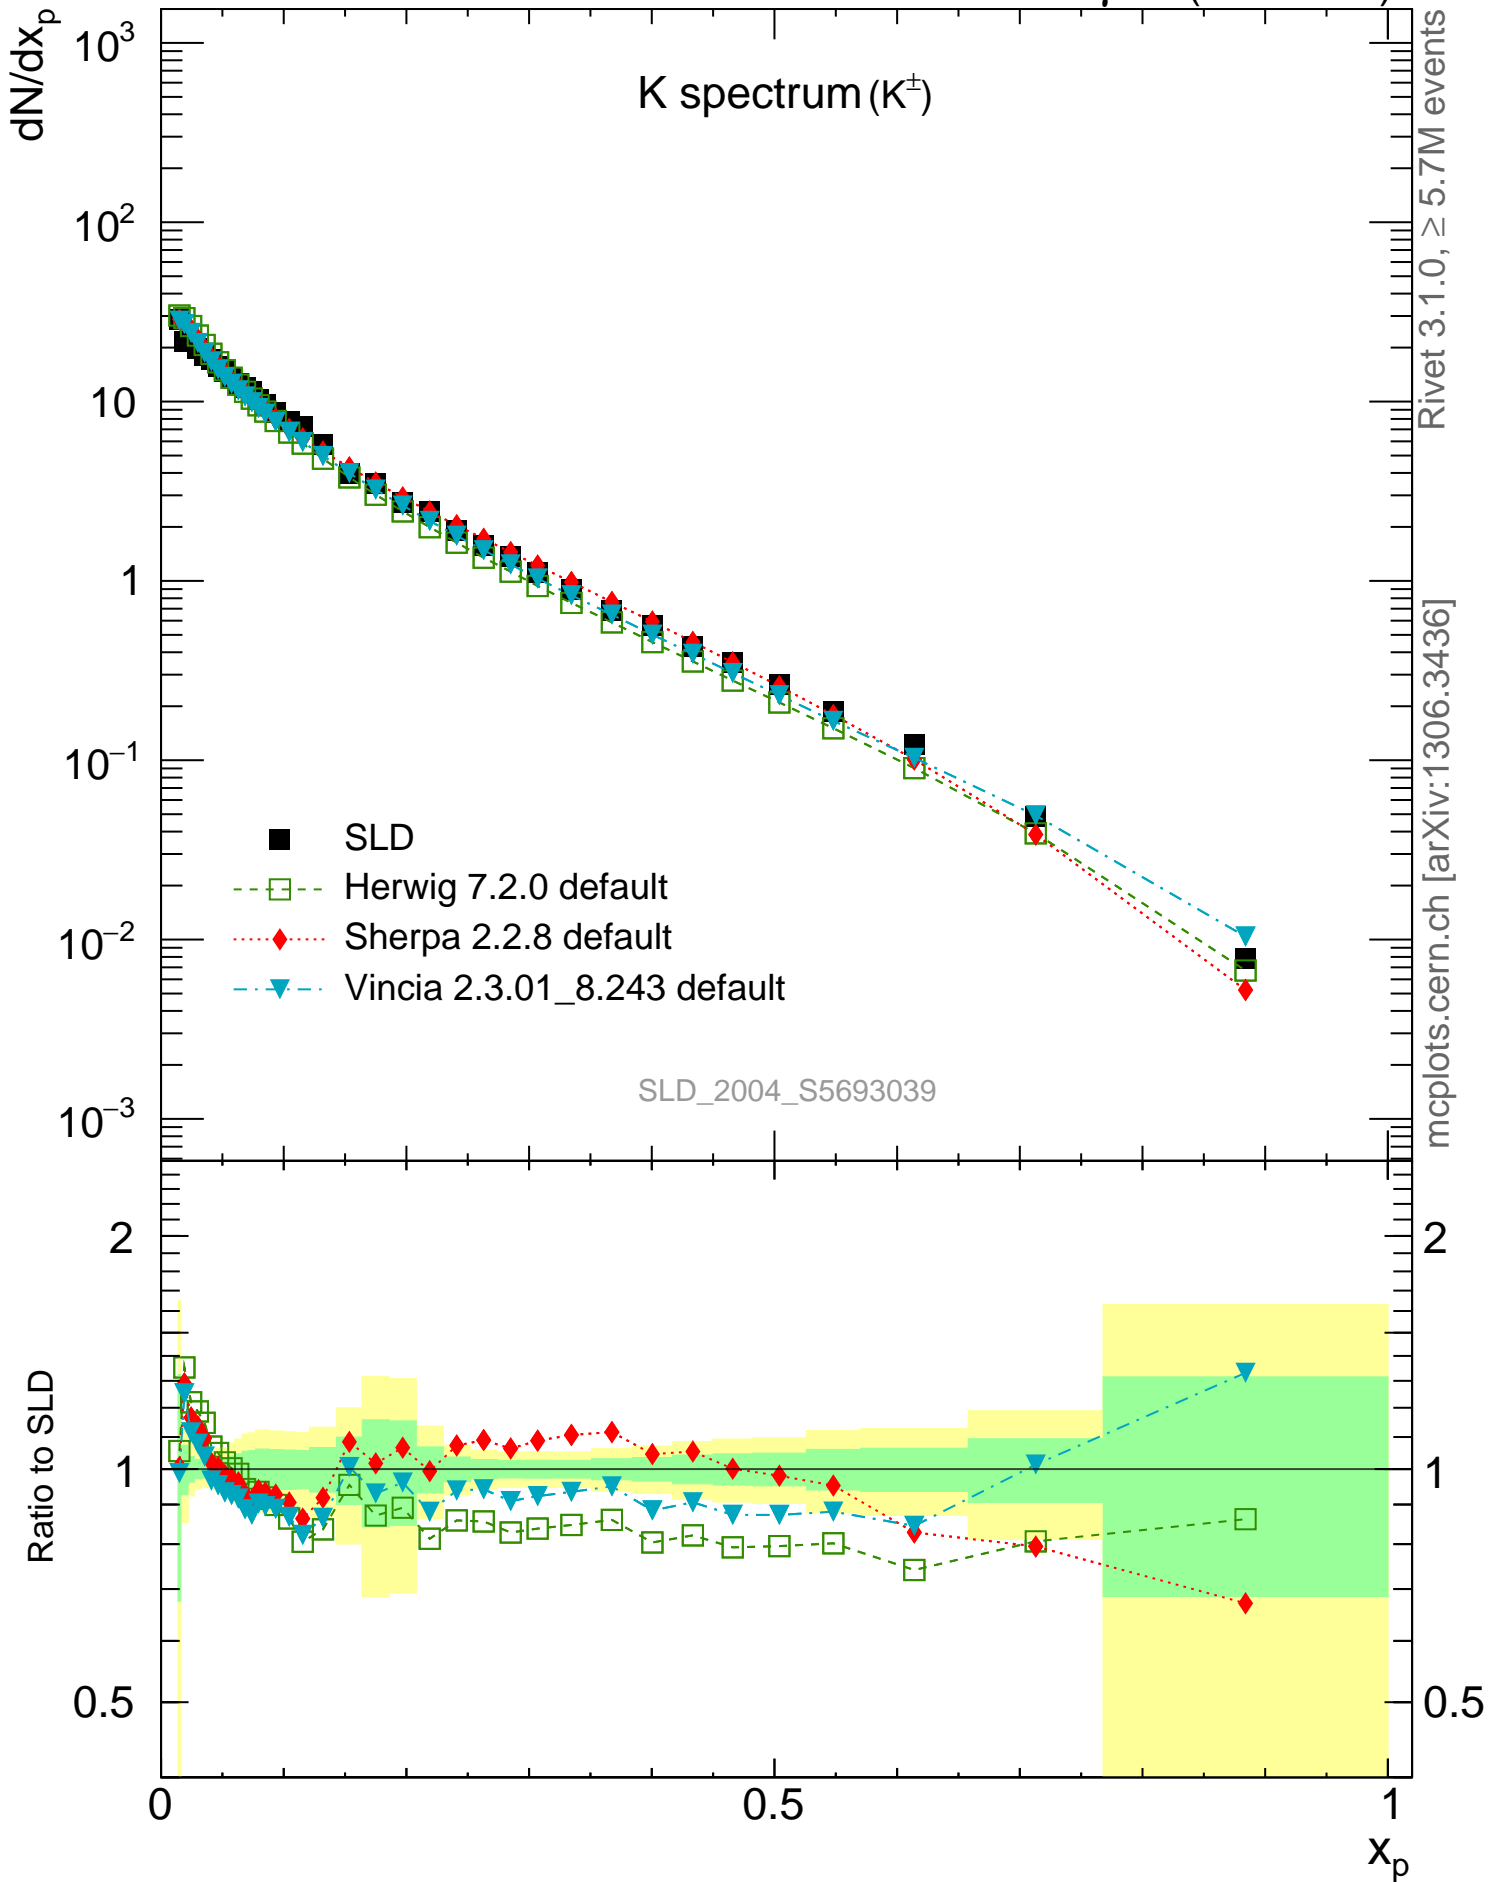 dN/dx_p
K spectrum (K^±)
10^3
10^2
10
1
10^−1
10^−2
10^−3
SLD
Herwig 7.2.0 default
Sherpa 2.2.8 default
Vincia 2.3.01_8.243 default
SLD_2004_S5693039
Rivet 3.1.0, ≥ 5.7M events
mcplots.cern.ch [arXiv:1306.3436]
Ratio to SLD
2
1
0.5
2
1
0.5
0
0.5
1
x_p